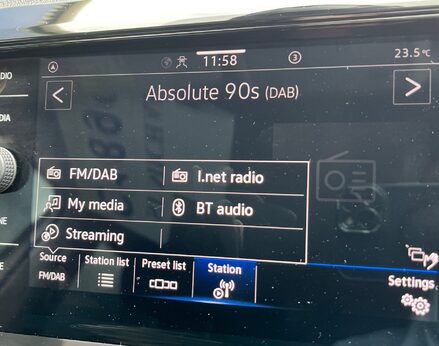 11:58
3
23.5°C
Absolute 90s (DAB)
FM/DAB
I.net radio
My media
BT audio
Streaming
Source
FM/DAB
Station list
Preset list
Station
Settings